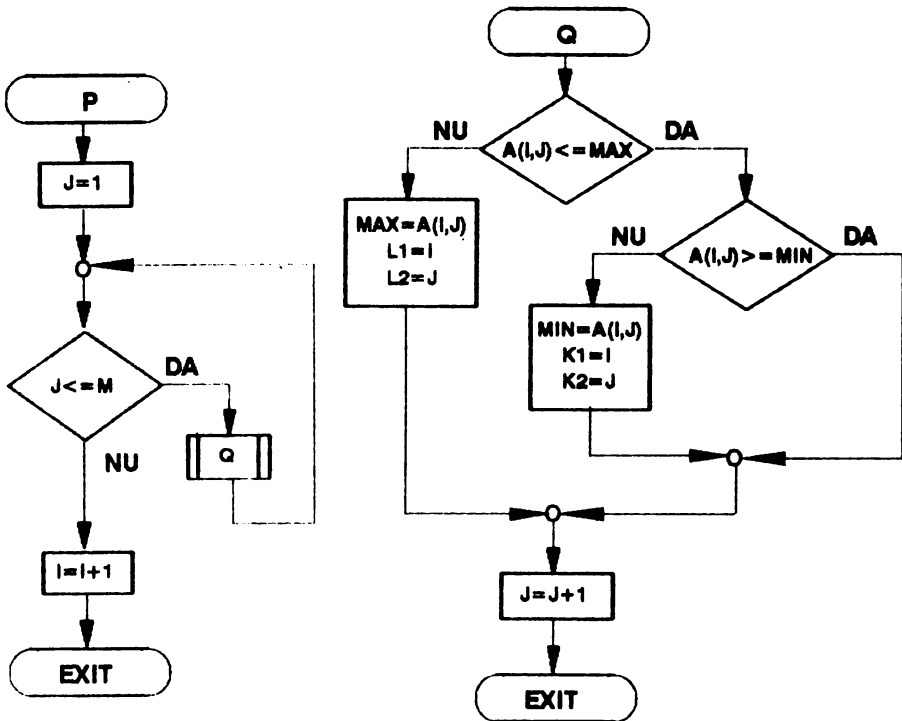 P
J=1
J<=M
DA
NU
Q
I=I+1
EXIT
Q
A(I,J)<=MAX
NU
DA
MAX=A(I,J)
L1=I
L2=J
A(I,J)>=MIN
NU
DA
MIN=A(I,J)
K1=I
K2=J
J=J+1
EXIT